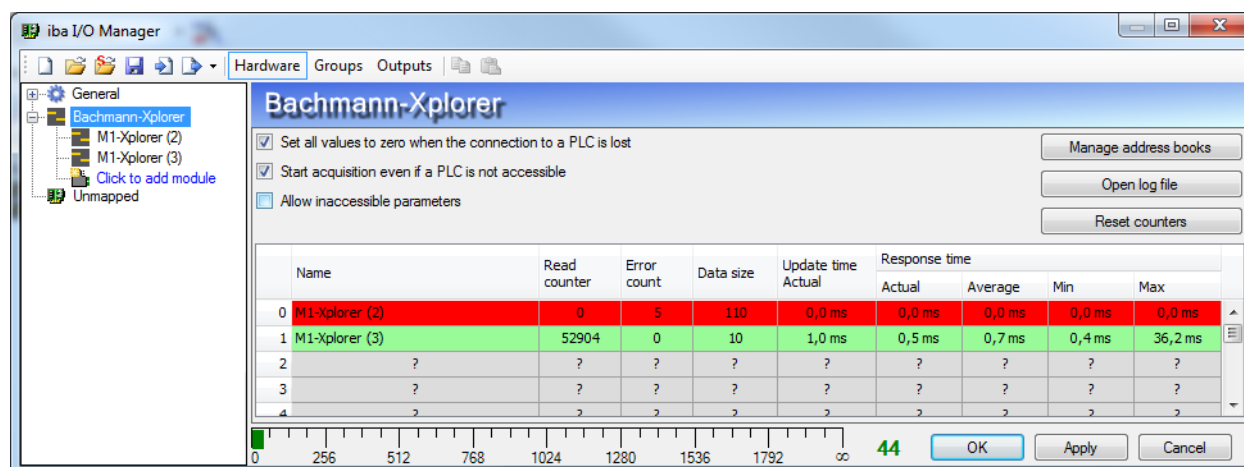 iba I/O Manager
Hardware Groups Outputs
General
Bachmann-Xplorer
M1-Xplorer (2)
M1-Xplorer (3)
Click to add module
Unmapped
Bachmann-Xplorer
Set all values to zero when the connection to a PLC is lost
Start acquisition even if a PLC is not accessible
Allow inaccessible parameters
Manage address books
Open log file
Reset counters
Name Read counter Error count Data size Update time Actual Response time
Actual Average Min Max
0 M1-Xplorer (2) 0 5 110 0,0 ms 0,0 ms 0,0 ms 0,0 ms 0,0 ms
1 M1-Xplorer (3) 52904 0 10 1,0 ms 0,5 ms 0,7 ms 0,4 ms 36,2 ms
2 ? ? ? ? ? ? ? ? ?
3 ? ? ? ? ? ? ? ? ?
4 ? ? ? ? ? ? ? ? ?
0 256 512 768 1024 1280 1536 1792 ∞
44 OK Apply Cancel